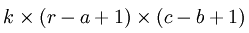 k × (r − a + 1) × (c − b + 1)